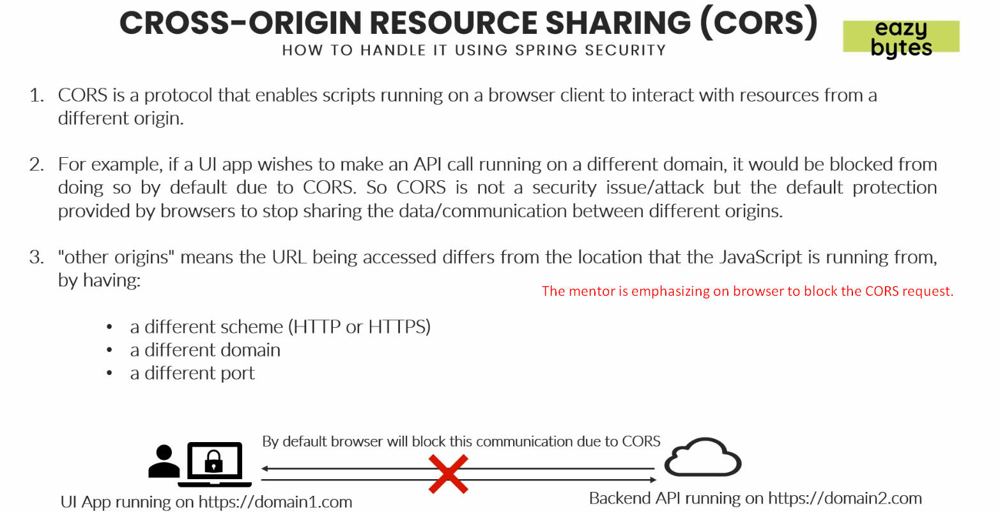 CROSS-ORIGIN RESOURCE SHARING (CORS)
HOW TO HANDLE IT USING SPRING SECURITY
eazy
bytes
1. CORS is a protocol that enables scripts running on a browser client to interact with resources from a
different origin.
2. For example, if a UI app wishes to make an API call running on a different domain, it would be blocked from
doing so by default due to CORS. So CORS is not a security issue/attack but the default protection
provided by browsers to stop sharing the data/communication between different origins.
3. "other origins" means the URL being accessed differs from the location that the JavaScript is running from,
by having:
The mentor is emphasizing on browser to block the CORS request.
• a different scheme (HTTP or HTTPS)
• a different domain
• a different port
By default browser will block this communication due to CORS
UI App running on https://domain1.com
Backend API running on https://domain2.com